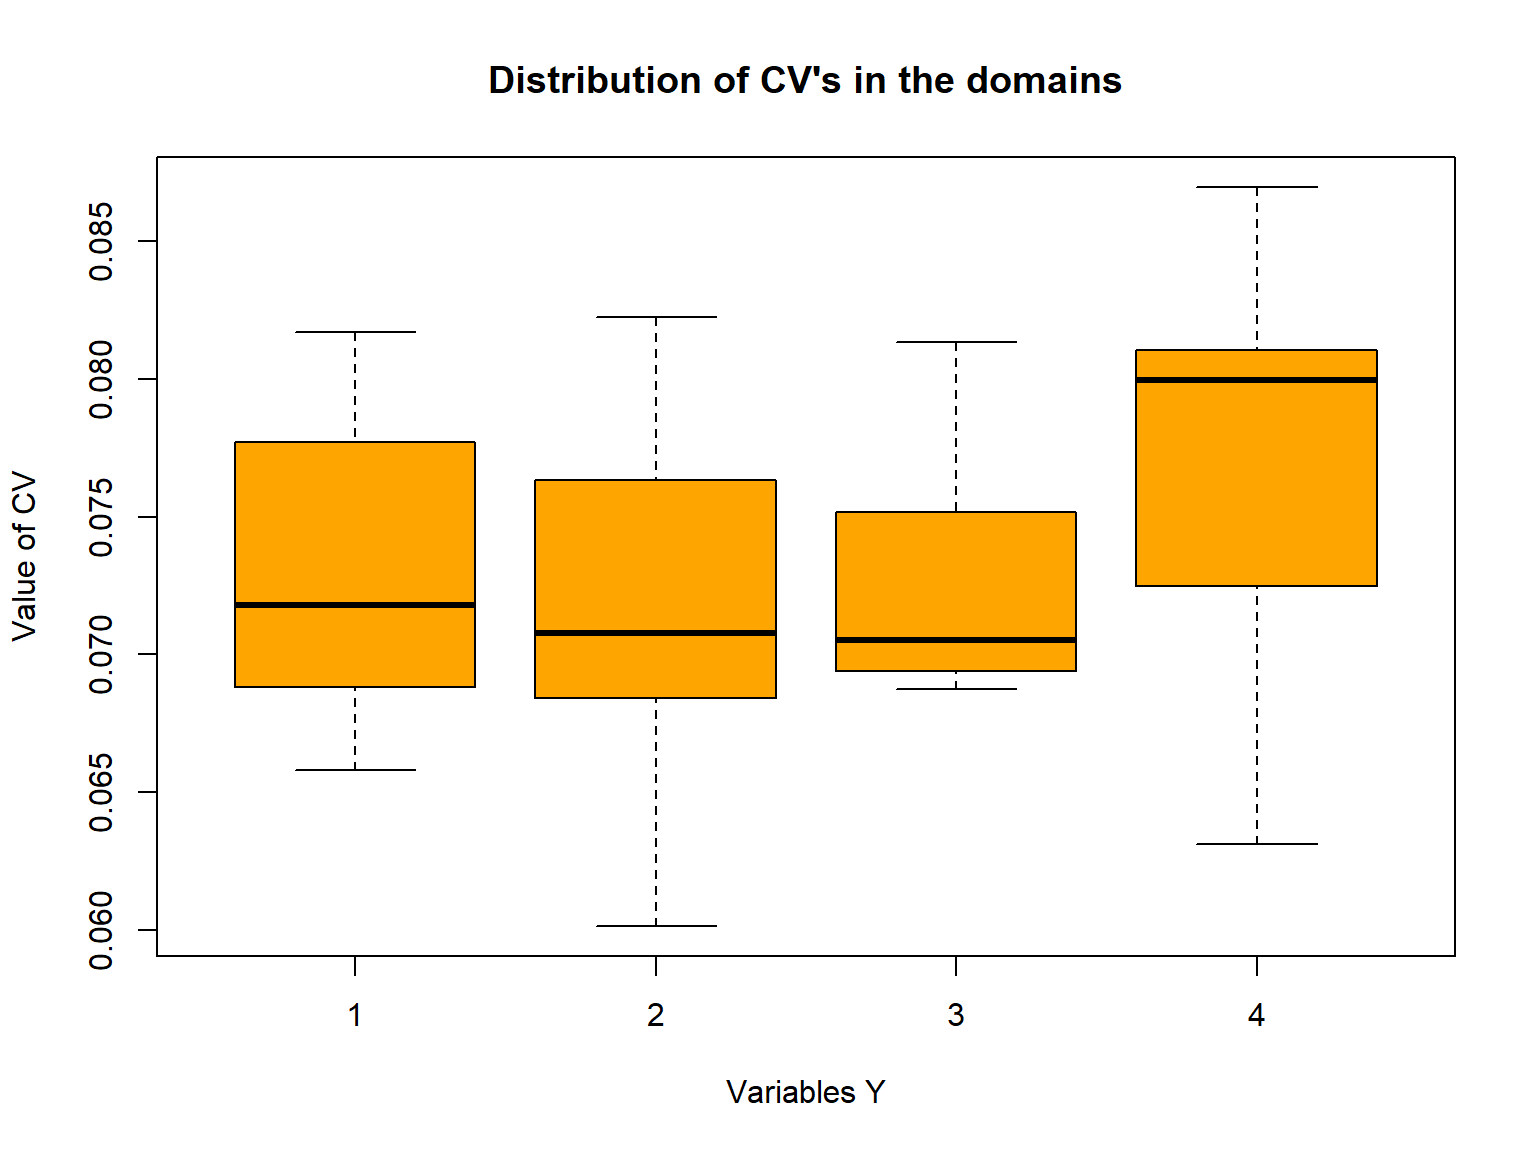 Distribution of CV's in the domains
Value of CV
0.085
0.080
0.075
0.070
0.065
0.060
1 2 3 4
Variables Y